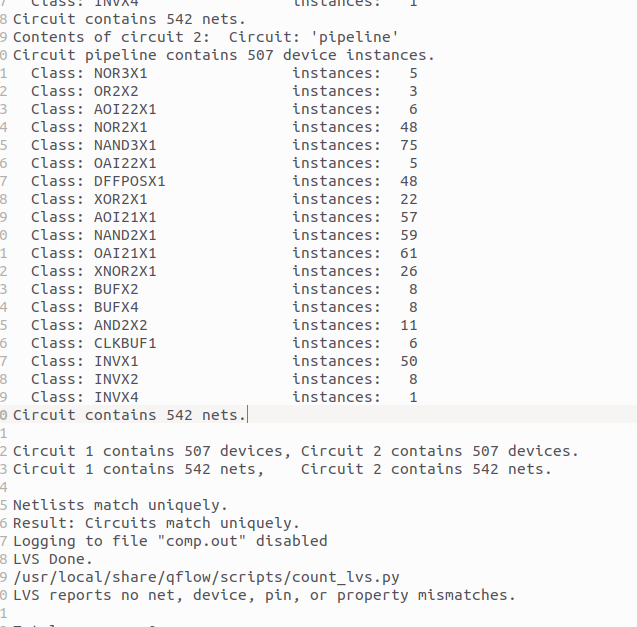 7   Class: INVX4                instances:   1
8 Circuit contains 542 nets.
9 Contents of circuit 2:  Circuit: 'pipeline'
0 Circuit pipeline contains 507 device instances.
1   Class: NOR3X1               instances:   5
2   Class: OR2X2                instances:   3
3   Class: AOI22X1              instances:   6
4   Class: NOR2X1               instances:  48
5   Class: NAND3X1              instances:  75
6   Class: OAI22X1              instances:   5
7   Class: DFFPOSX1             instances:  48
8   Class: XOR2X1               instances:  22
9   Class: AOI21X1              instances:  57
0   Class: NAND2X1              instances:  59
1   Class: OAI21X1              instances:  61
2   Class: XNOR2X1              instances:  26
3   Class: BUFX2                instances:   8
4   Class: BUFX4                instances:   8
5   Class: AND2X2               instances:  11
6   Class: CLKBUF1              instances:   6
7   Class: INVX1                instances:  50
8   Class: INVX2                instances:   8
9   Class: INVX4                instances:   1
0 Circuit contains 542 nets.
1
2 Circuit 1 contains 507 devices, Circuit 2 contains 507 devices.
3 Circuit 1 contains 542 nets,    Circuit 2 contains 542 nets.
4
5 Netlists match uniquely.
6 Result: Circuits match uniquely.
7 Logging to file "comp.out" disabled
8 LVS Done.
9 /usr/local/share/qflow/scripts/count_lvs.py
0 LVS reports no net, device, pin, or property mismatches.
1